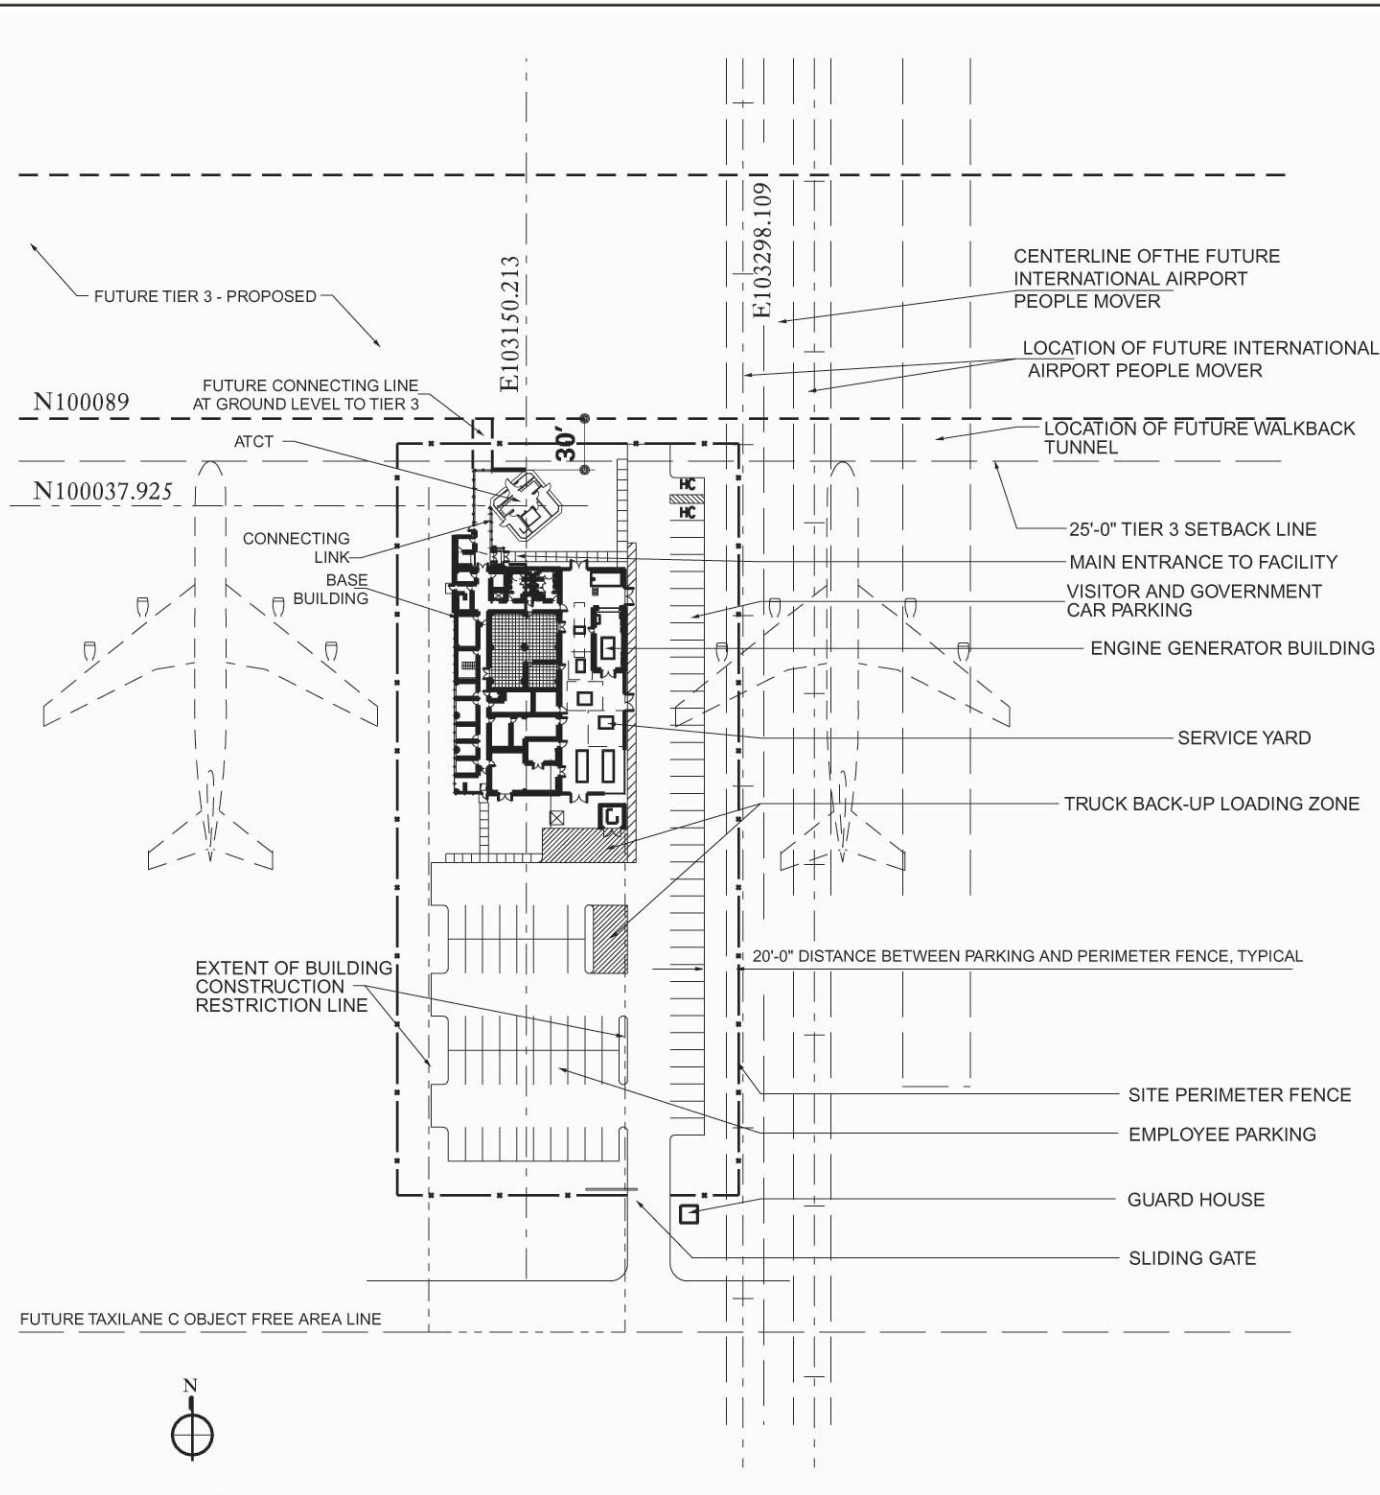 E103298.109
CENTERLINE OFTHE FUTURE
INTERNATIONAL AIRPORT
PEOPLE MOVER
E103150.213
FUTURE TIER 3 - PROPOSED
LOCATION OF FUTURE INTERNATIONAL
AIRPORT PEOPLE MOVER
FUTURE CONNECTING LINE
AT GROUND LEVEL TO TIER 3
N100089
30'
LOCATION OF FUTURE WALKBACK
TUNNEL
ATCT
N100037.925
HC
HC
25'-0" TIER 3 SETBACK LINE
CONNECTING
LINK
MAIN ENTRANCE TO FACILITY
BASE
BUILDING
VISITOR AND GOVERNMENT
CAR PARKING
ENGINE GENERATOR BUILDING
SERVICE YARD
TRUCK BACK-UP LOADING ZONE
20'-0" DISTANCE BETWEEN PARKING AND PERIMETER FENCE, TYPICAL
EXTENT OF BUILDING
CONSTRUCTION
RESTRICTION LINE
SITE PERIMETER FENCE
EMPLOYEE PARKING
GUARD HOUSE
SLIDING GATE
FUTURE TAXILANE C OBJECT FREE AREA LINE
N